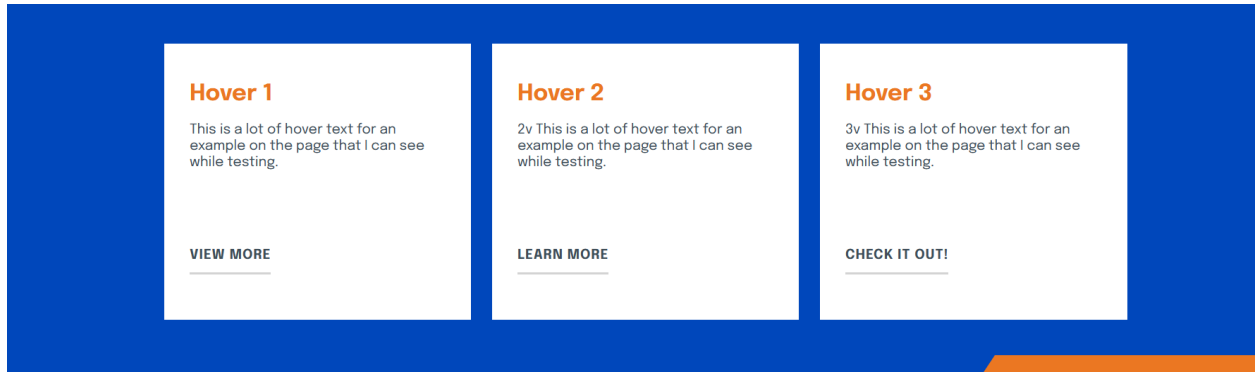 Hover 1
This is a lot of hover text for an
example on the page that I can see
while testing.
VIEW MORE
Hover 2
2v This is a lot of hover text for an
example on the page that I can see
while testing.
LEARN MORE
Hover 3
3v This is a lot of hover text for an
example on the page that I can see
while testing.
CHECK IT OUT!